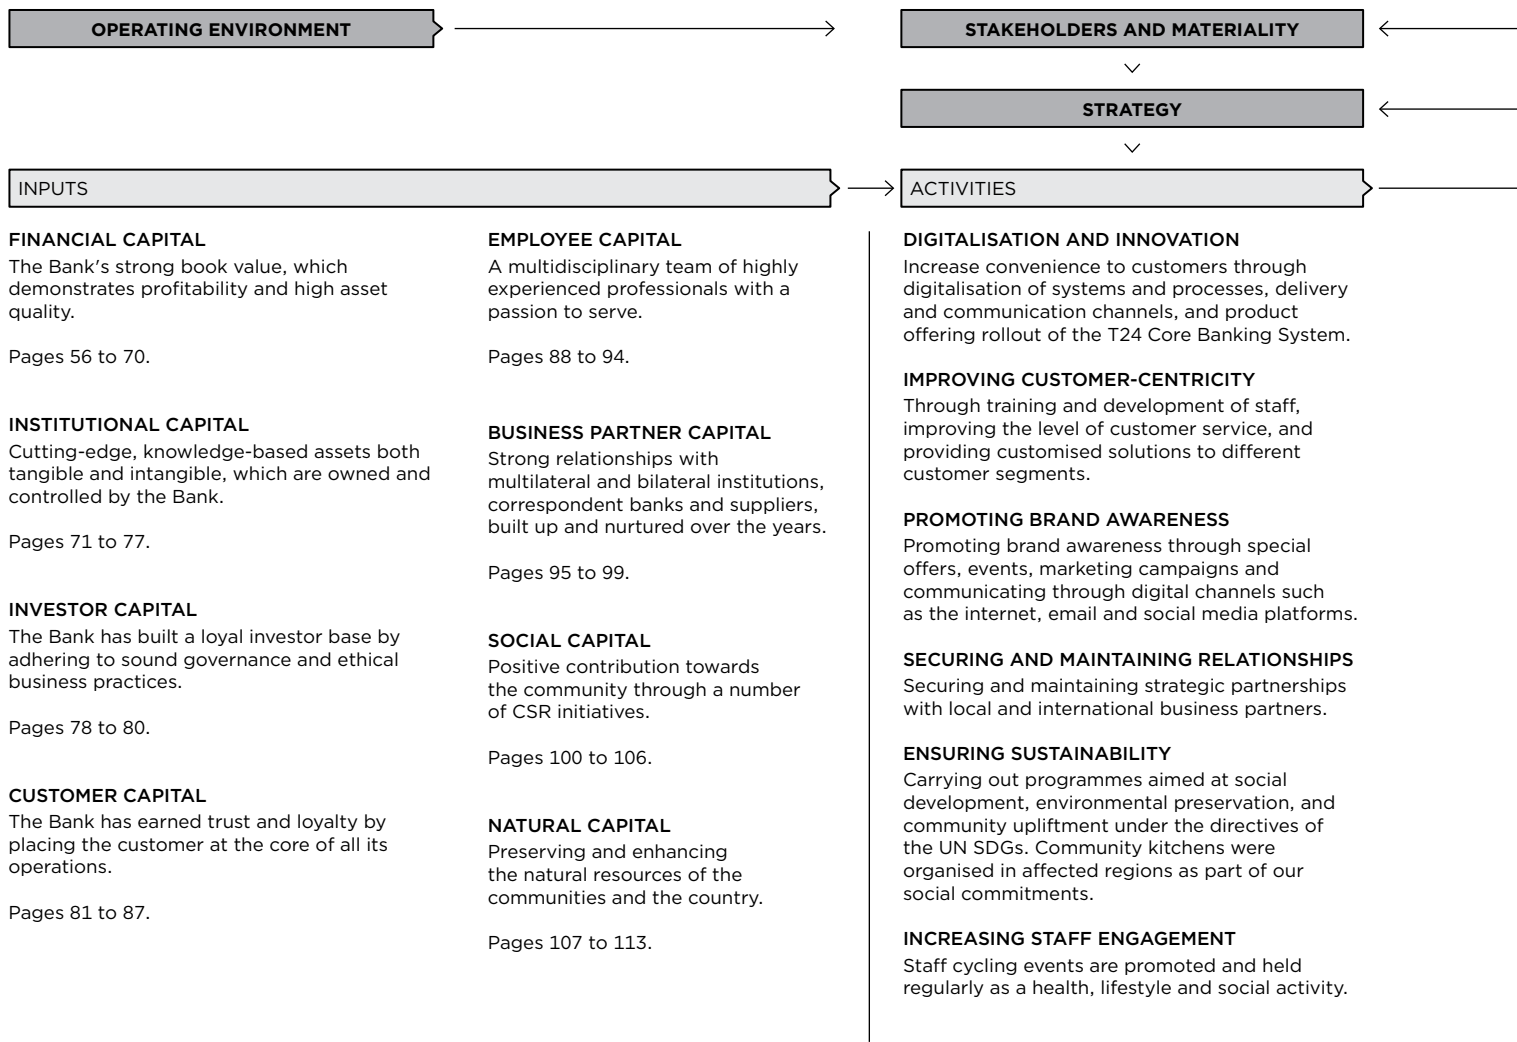 OPERATING ENVIRONMENT
STAKEHOLDERS AND MATERIALITY
STRATEGY
INPUTS
ACTIVITIES
FINANCIAL CAPITAL
The Bank's strong book value, which
demonstrates profitability and high asset
quality.
Pages 56 to 70.
INSTITUTIONAL CAPITAL
Cutting-edge, knowledge-based assets both
tangible and intangible, which are owned and
controlled by the Bank.
Pages 71 to 77.
INVESTOR CAPITAL
The Bank has built a loyal investor base by
adhering to sound governance and ethical
business practices.
Pages 78 to 80.
CUSTOMER CAPITAL
The Bank has earned trust and loyalty by
placing the customer at the core of all its
operations.
Pages 81 to 87.
EMPLOYEE CAPITAL
A multidisciplinary team of highly
experienced professionals with a
passion to serve.
Pages 88 to 94.
BUSINESS PARTNER CAPITAL
Strong relationships with
multilateral and bilateral institutions,
correspondent banks and suppliers,
built up and nurtured over the years.
Pages 95 to 99.
SOCIAL CAPITAL
Positive contribution towards
the community through a number
of CSR initiatives.
Pages 100 to 106.
NATURAL CAPITAL
Preserving and enhancing
the natural resources of the
communities and the country.
Pages 107 to 113.
DIGITALISATION AND INNOVATION
Increase convenience to customers through
digitalisation of systems and processes, delivery
and communication channels, and product
offering rollout of the T24 Core Banking System.
IMPROVING CUSTOMER-CENTRICITY
Through training and development of staff,
improving the level of customer service, and
providing customised solutions to different
customer segments.
PROMOTING BRAND AWARENESS
Promoting brand awareness through special
offers, events, marketing campaigns and
communicating through digital channels such
as the internet, email and social media platforms.
SECURING AND MAINTAINING RELATIONSHIPS
Securing and maintaining strategic partnerships
with local and international business partners.
ENSURING SUSTAINABILITY
Carrying out programmes aimed at social
development, environmental preservation, and
community upliftment under the directives of
the UN SDGs. Community kitchens were
organised in affected regions as part of our
social commitments.
INCREASING STAFF ENGAGEMENT
Staff cycling events are promoted and held
regularly as a health, lifestyle and social activity.